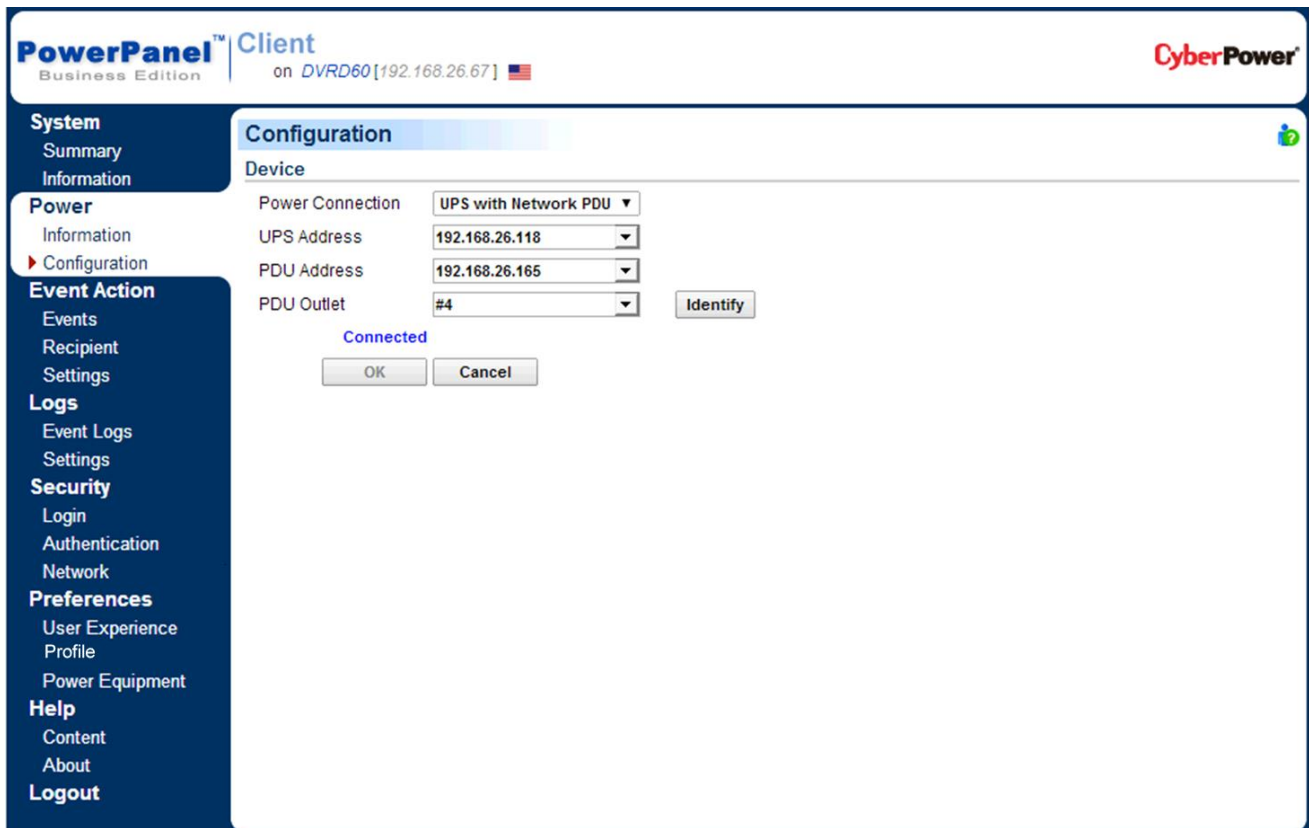 PowerPanel™ Client
Business Edition
on DVRD60 [192.168.26.67]
CyberPower®
System
Summary
Information
Power
Information
Configuration
Event Action
Events
Recipient
Settings
Logs
Event Logs
Settings
Security
Login
Authentication
Network
Preferences
User Experience
Profile
Power Equipment
Help
Content
About
Logout
Configuration
Device
Power Connection UPS with Network PDU
UPS Address 192.168.26.118
PDU Address 192.168.26.165
PDU Outlet #4 Identify
Connected
OK Cancel